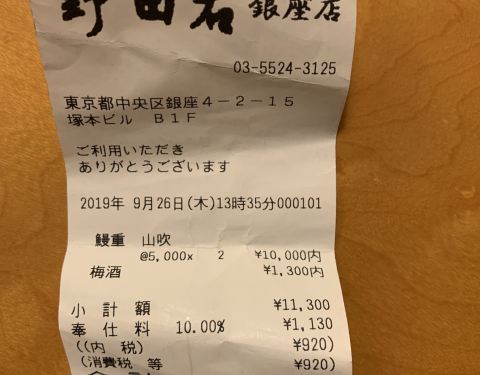 野田岩 銀座店
03-5524-3125
東京都中央区銀座4-2-15
塚本ビル B1F
ご利用いただき
ありがとうございます
2019年 9月26日(木)13時35分000101
鰻重 山吹
@5,000× 2 ¥10,000内
梅酒 ¥1,300内
小計額 ¥11,300
奉仕料 10.00% ¥1,130
((内 税) ¥920)
(消費税 等 ¥920)